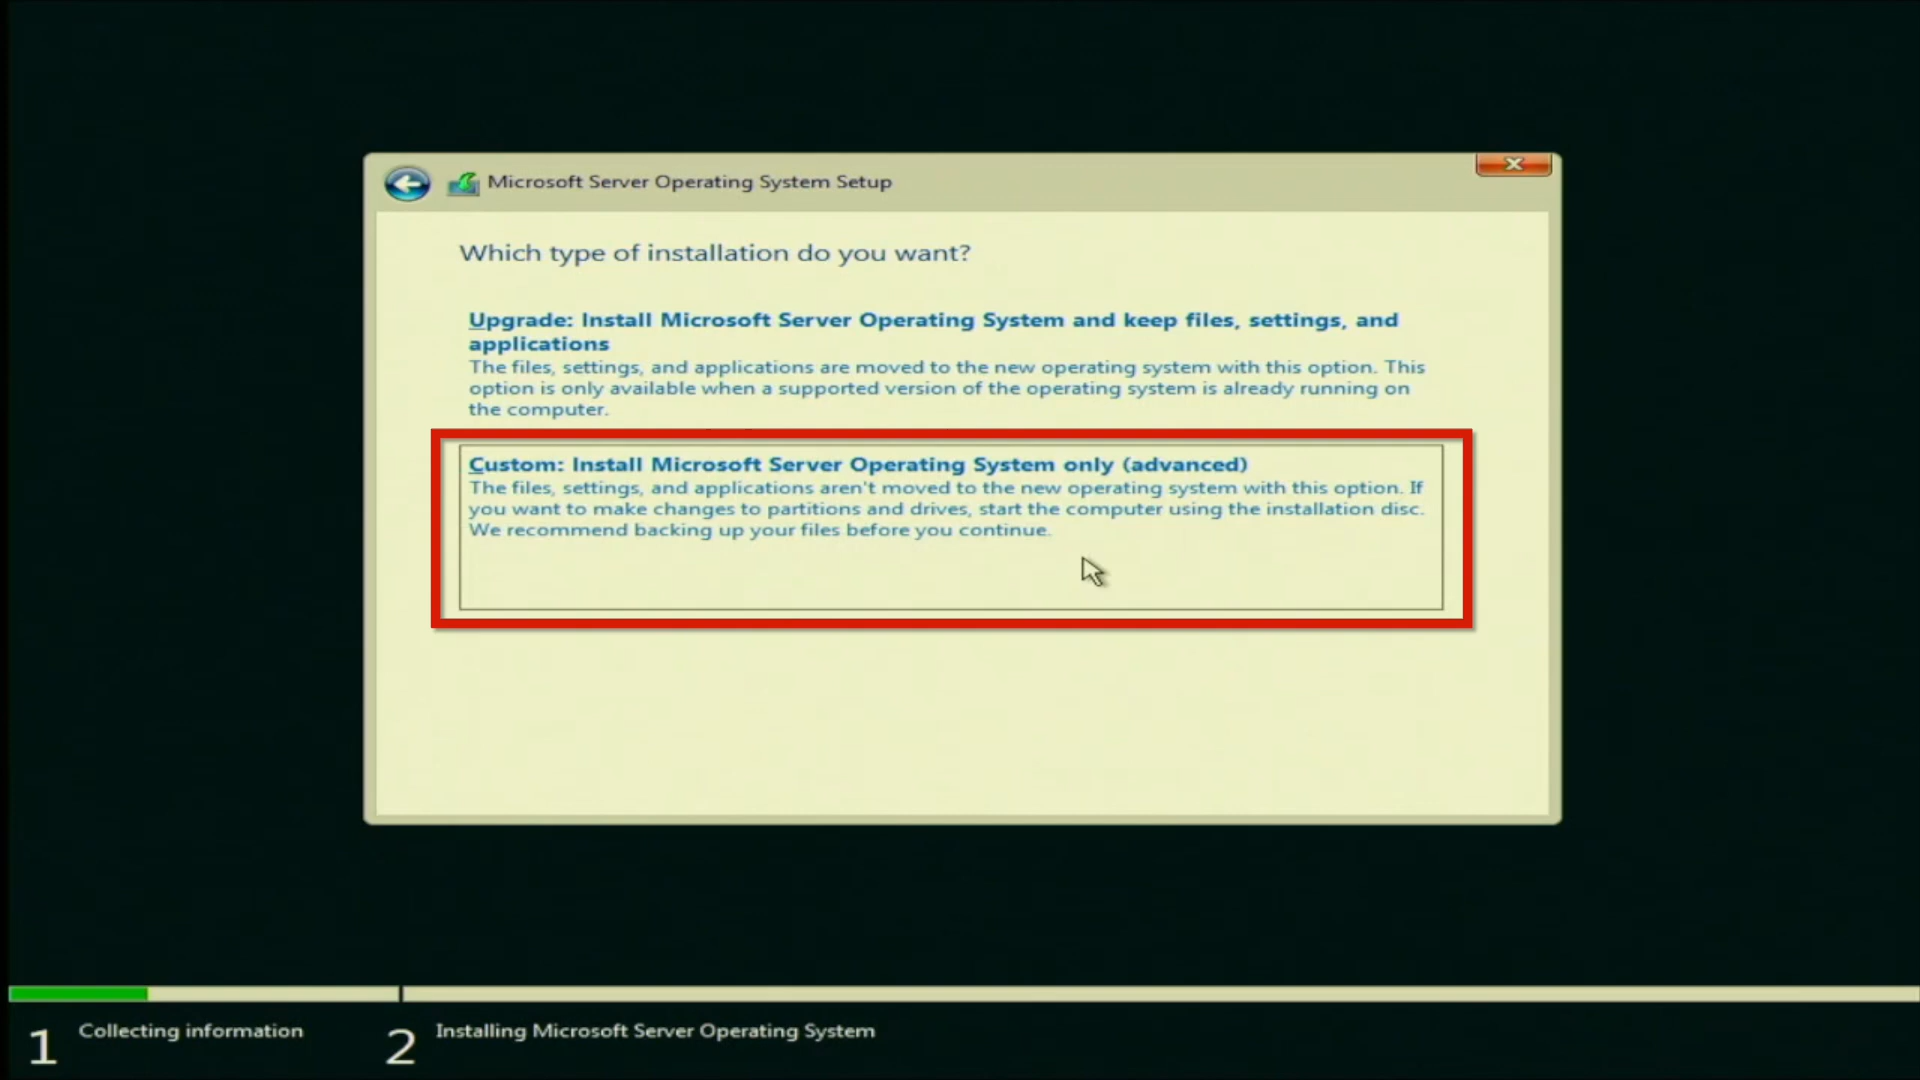 Microsoft Server Operating System Setup
Which type of installation do you want?
Upgrade: Install Microsoft Server Operating System and keep files, settings, and
applications
The files, settings, and applications are moved to the new operating system with this option. This
option is only available when a supported version of the operating system is already running on
the computer.
Custom: Install Microsoft Server Operating System only (advanced)
The files, settings, and applications aren't moved to the new operating system with this option. If
you want to make changes to partitions and drives, start the computer using the installation disc.
We recommend backing up your files before you continue.
1 Collecting information
2 Installing Microsoft Server Operating System